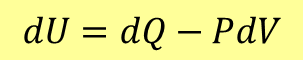 dU = dQ − PdV